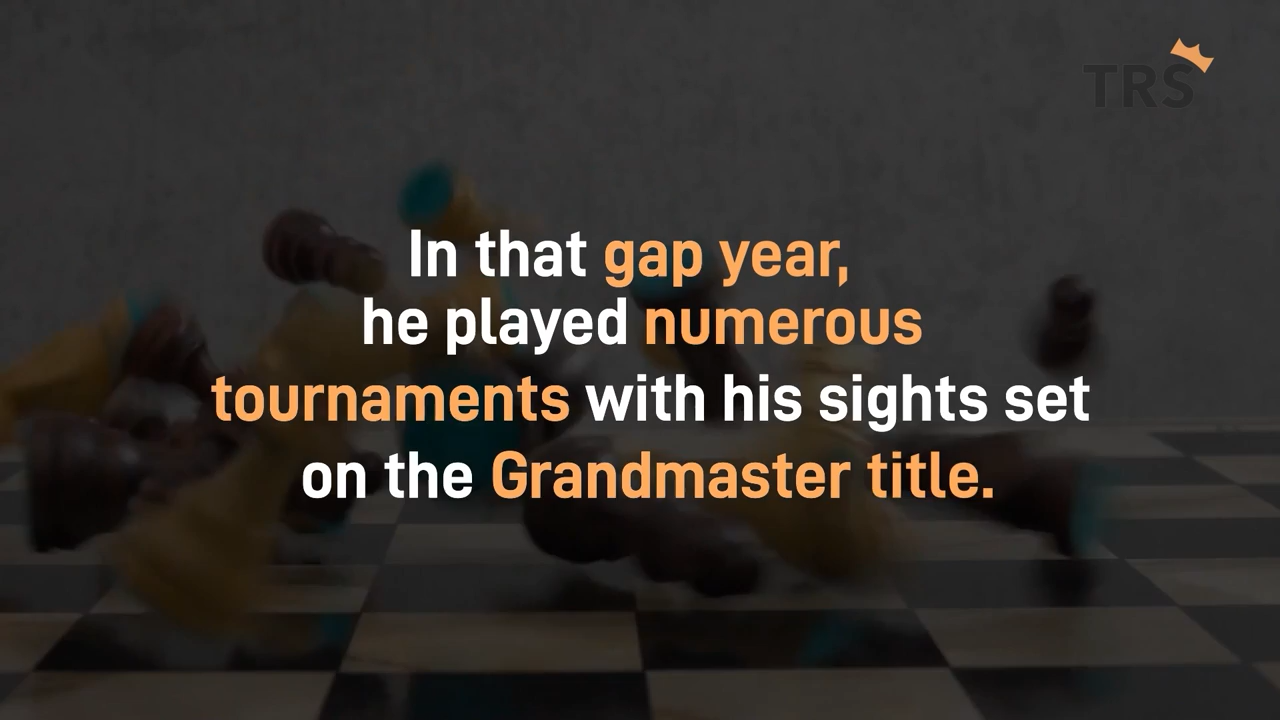 TRS
In that gap year,
he played numerous
tournaments with his sights set
on the Grandmaster title.